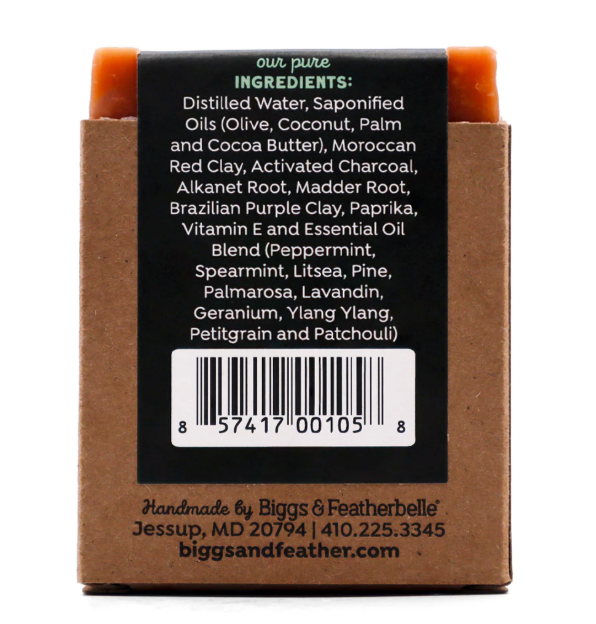 our pure
INGREDIENTS:
Distilled Water, Saponified
Oils (Olive, Coconut, Palm
and Cocoa Butter), Moroccan
Red Clay, Activated Charcoal,
Alkanet Root, Madder Root,
Brazilian Purple Clay, Paprika,
Vitamin E and Essential Oil
Blend (Peppermint,
Spearmint, Litsea, Pine,
Palmarosa, Lavandin,
Geranium, Ylang Ylang,
Petitgrain and Patchouli)
8 57417 00105 8
Handmade by Biggs & Featherbelle®
Jessup, MD 20794 | 410.225.3345
biggsandfeather.com